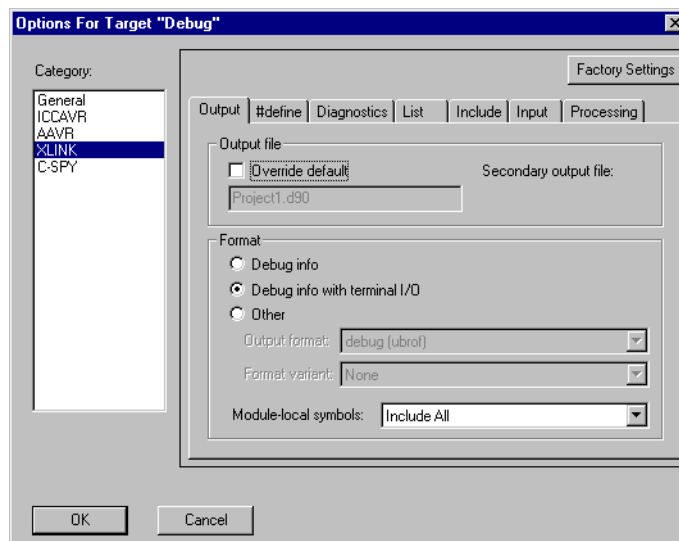 Options For Target "Debug"
Category:
Factory Settings
General
ICCAVR
AAVR
XLINK
C-SPY
Output
#define
Diagnostics
List
Include
Input
Processing
Output file
Override default
Secondary output file:
Project1.d90
Format
Debug info
Debug info with terminal I/O
Other
Output format:
debug (ubrof)
Format variant:
None
Module-local symbols:
Include All
OK
Cancel